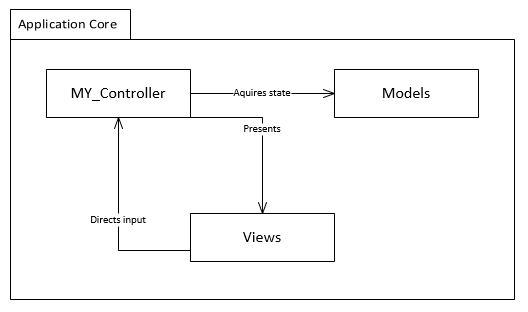 Application Core
MY_Controller
Aquires state
Models
Presents
Directs input
Views